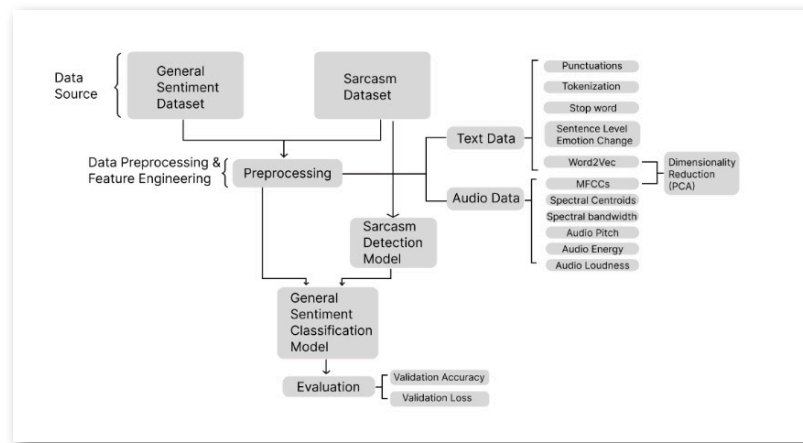 Data
Source
General
Sentiment
Dataset
Sarcasm
Dataset
Data Preprocessing &
Feature Engineering
Preprocessing
Text Data
Punctuations
Tokenization
Stop word
Sentence Level
Emotion Change
Word2Vec
Dimensionality
Reduction
(PCA)
Audio Data
MFCCs
Spectral Centroids
Spectral bandwidth
Audio Pitch
Audio Energy
Audio Loudness
Sarcasm
Detection
Model
General
Sentiment
Classification
Model
Evaluation
Validation Accuracy
Validation Loss